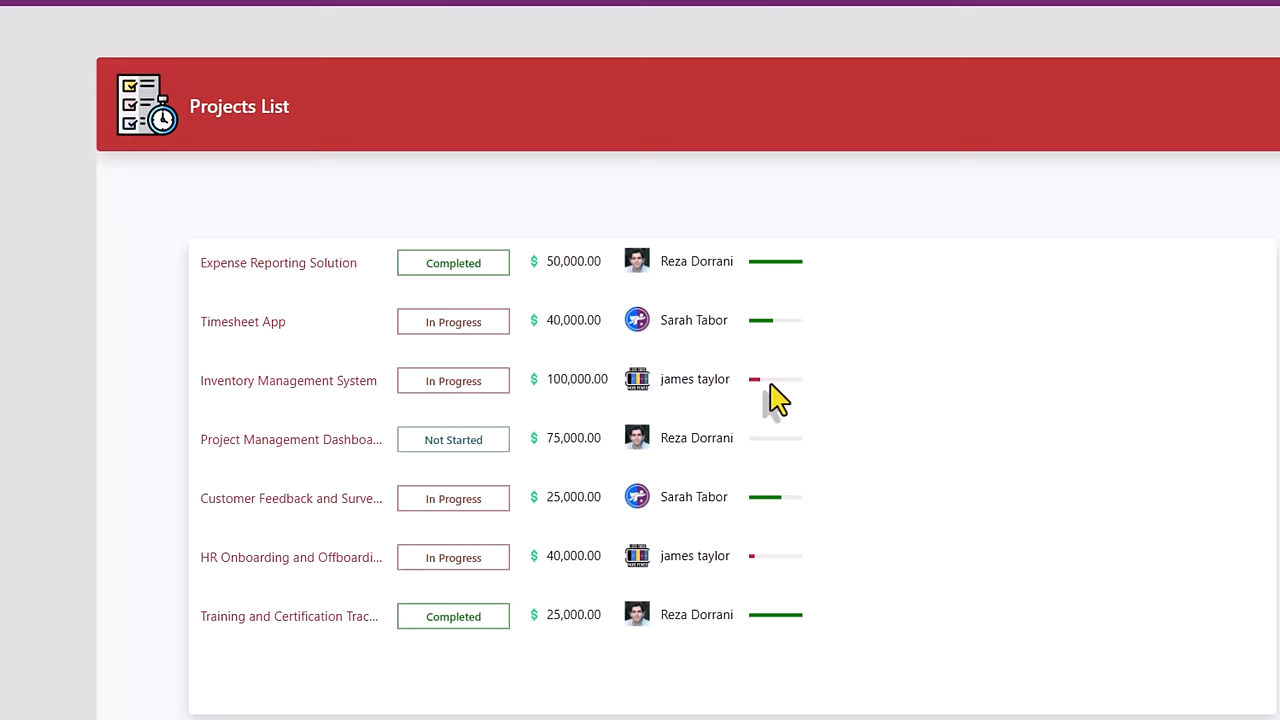 Projects List
Expense Reporting Solution Completed $ 50,000.00 Reza Dorrani
Timesheet App In Progress $ 40,000.00 Sarah Tabor
Inventory Management System In Progress $ 100,000.00 james taylor
Project Management Dashboa... Not Started $ 75,000.00 Reza Dorrani
Customer Feedback and Surve... In Progress $ 25,000.00 Sarah Tabor
HR Onboarding and Offboardi... In Progress $ 40,000.00 james taylor
Training and Certification Trac... Completed $ 25,000.00 Reza Dorrani